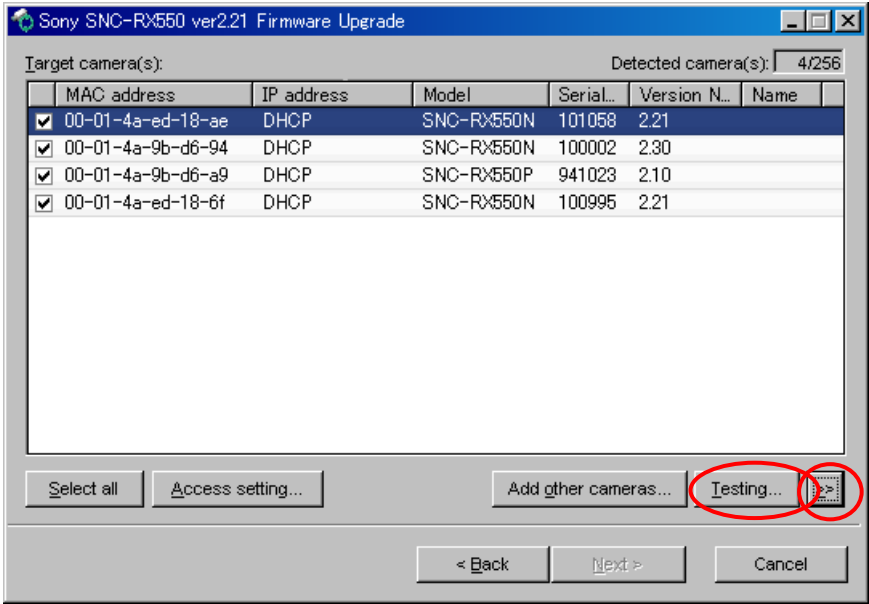 Sony SNC-RX550 ver2.21 Firmware Upgrade
Target camera(s): Detected camera(s): 4/256
MAC address IP address Model Serial... Version N... Name
00-01-4a-ed-18-ae DHCP SNC-RX550N 101058 2.21
00-01-4a-9b-d6-94 DHCP SNC-RX550N 100002 2.30
00-01-4a-9b-d6-a9 DHCP SNC-RX550P 941023 2.10
00-01-4a-ed-18-6f DHCP SNC-RX550N 100995 2.21
Select all Access setting... Add other cameras... Testing... >>
< Back Next > Cancel